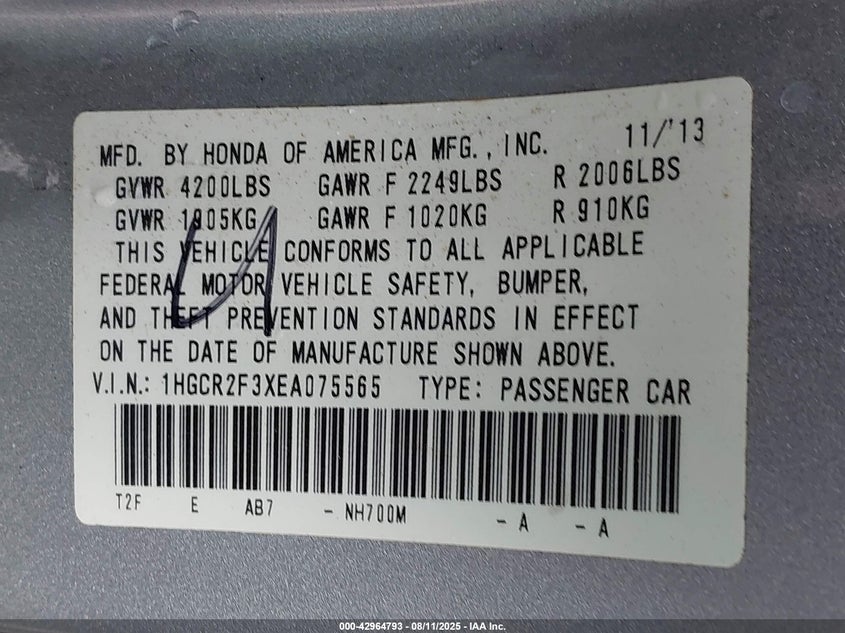 MFD. BY HONDA OF AMERICA MFG., INC. 11/'13
GVWR 4200LBS GAWR F 2249LBS R 2006LBS
GVWR 1905KG GAWR F 1020KG R 910KG
THIS VEHICLE CONFORMS TO ALL APPLICABLE
FEDERAL MOTOR VEHICLE SAFETY, BUMPER,
AND THEFT PREVENTION STANDARDS IN EFFECT
ON THE DATE OF MANUFACTURE SHOWN ABOVE.
V.I.N.: 1HGCR2F3XEA075565 TYPE: PASSENGER CAR
T2F E AB7 - NH700M - A - A
000-42964793 - 08/11/2025 - IAA Inc.